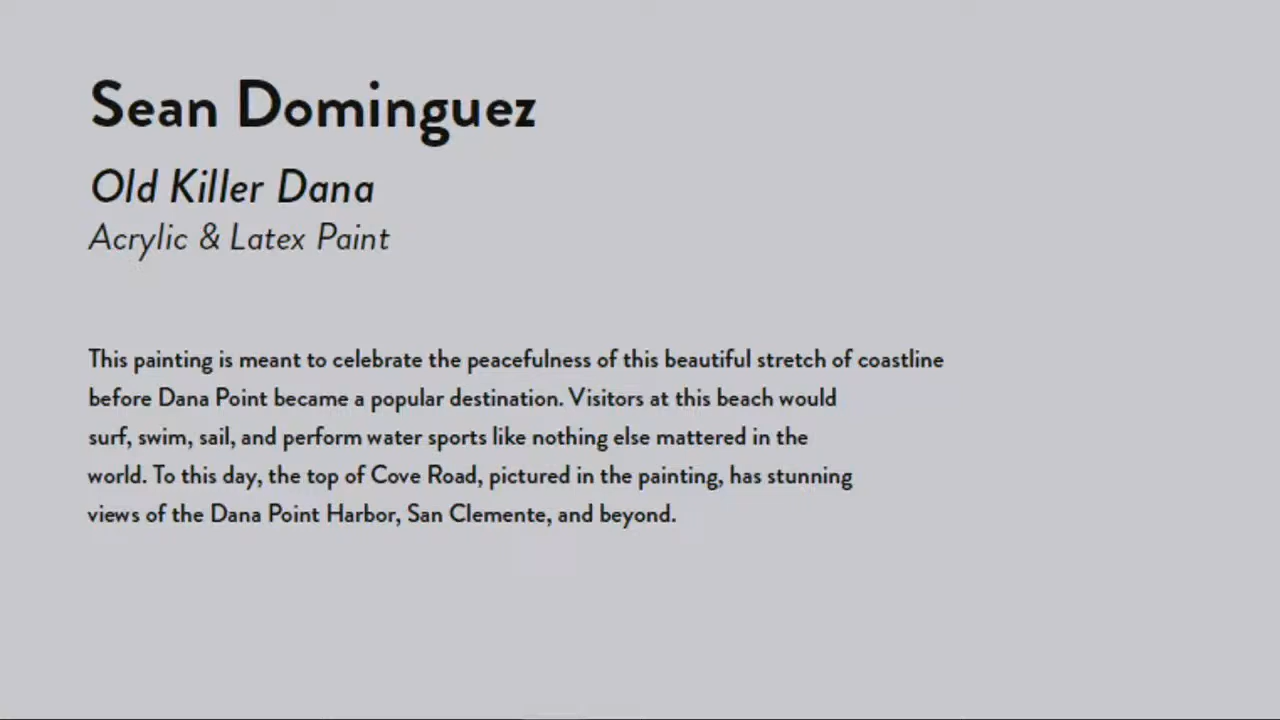 Sean Dominguez
Old Killer Dana
Acrylic & Latex Paint
This painting is meant to celebrate the peacefulness of this beautiful stretch of coastline
before Dana Point became a popular destination. Visitors at this beach would
surf, swim, sail, and perform water sports like nothing else mattered in the
world. To this day, the top of Cove Road, pictured in the painting, has stunning
views of the Dana Point Harbor, San Clemente, and beyond.